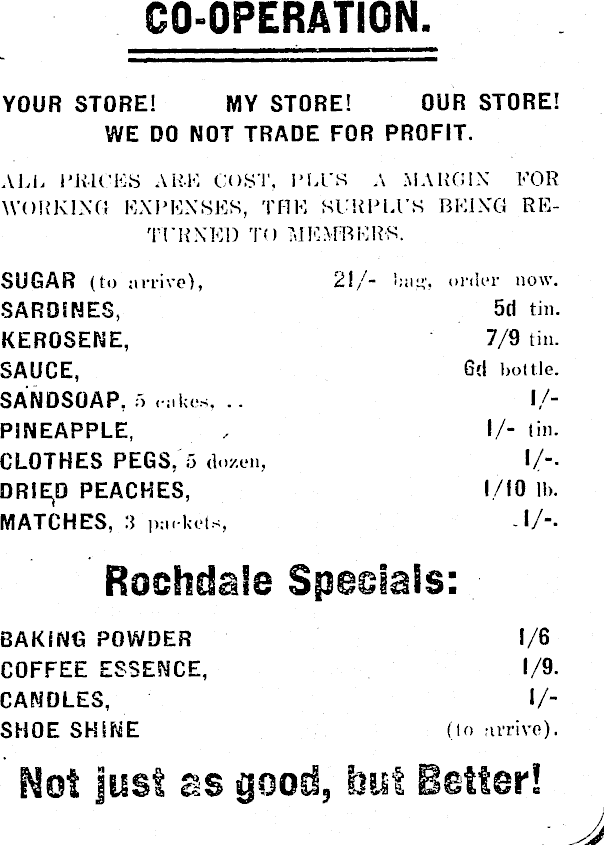 CO-OPERATION.
YOUR STORE! MY STORE! OUR STORE!
WE DO NOT TRADE FOR PROFIT.
ALL PRICES ARE COST, PLUS A MARGIN FOR
WORKING EXPENSES, THE SURPLUS BEING RE-
TURNED TO MEMBERS.
SUGAR (to arrive), 21/- bag, order now.
SARDINES, 5d tin.
KEROSENE, 7/9 tin.
SAUCE, 6d bottle.
SANDSOAP, 5 cakes, .. 1/-
PINEAPPLE, 1/- tin.
CLOTHES PEGS, 5 dozen, 1/-.
DRIED PEACHES, 1/10 lb.
MATCHES, 3 packets, 1/-.
Rochdale Specials:
BAKING POWDER 1/6
COFFEE ESSENCE, 1/9.
CANDLES, 1/-
SHOE SHINE (to arrive).
Not just as good, but Better!